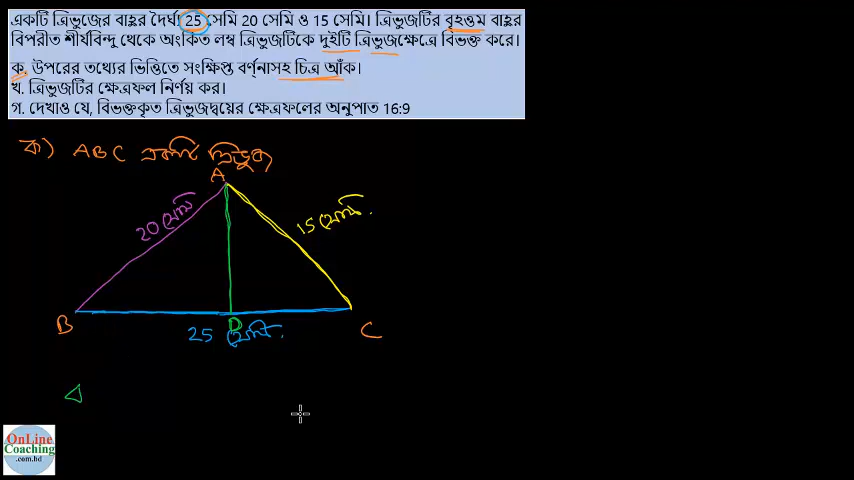 একটি ত্রিভুজের বাহুর দৈর্ঘ্য 25 সেমি 20 সেমি ও 15 সেমি। ত্রিভুজটির বৃহত্তম বাহুর
বিপরীত শীর্ষবিন্দু থেকে অংকিত লম্ব ত্রিভুজটিকে দুইটি ত্রিভুজক্ষেত্রে বিভক্ত করে।
ক. উপরের তথ্যের ভিত্তিতে সংক্ষিপ্ত বর্ণনাসহ চিত্র আঁক।
খ. ত্রিভুজটির ক্ষেত্রফল নির্ণয় কর।
গ. দেখাও যে, বিভক্তকৃত ত্রিভুজদ্বয়ের ক্ষেত্রফলের অনুপাত 16:9
ক) ABC একটি ত্রিভুজ
A
20 সেমি
15 সেমি.
B
D
C
25 সেমি.
Δ
OnLine
Coaching
.com.bd